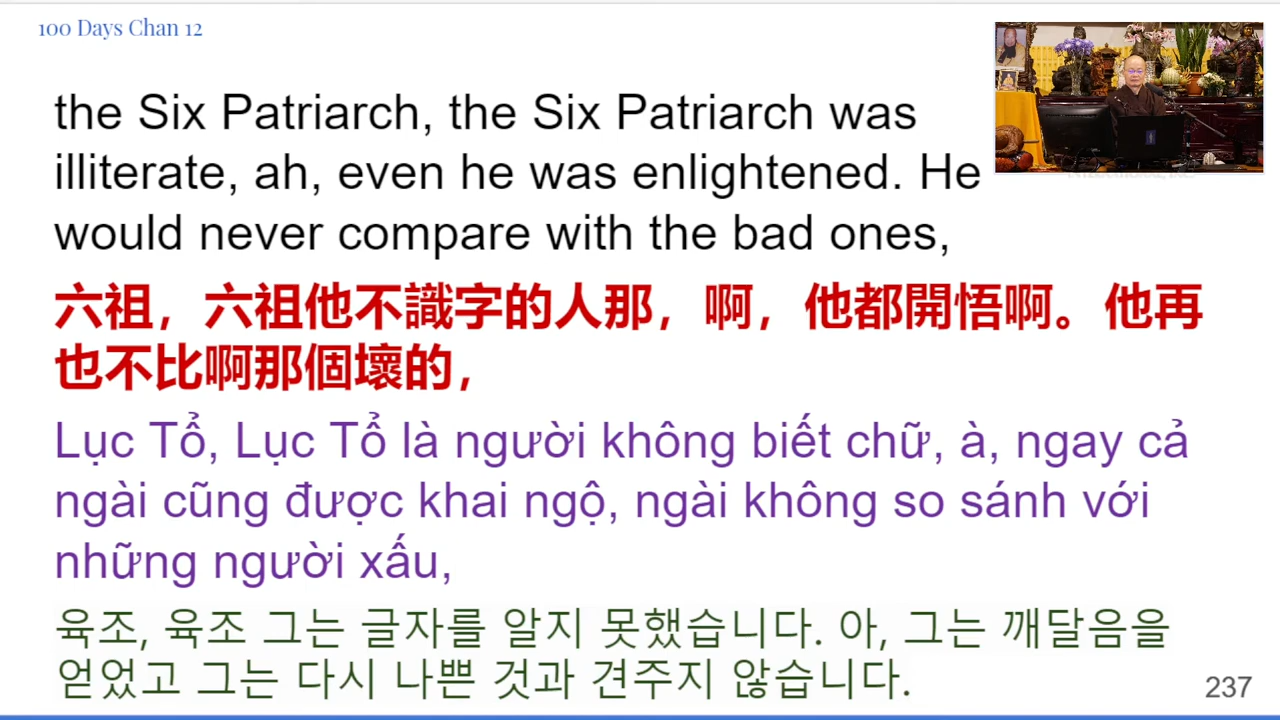 100 Days Chan 12
the Six Patriarch, the Six Patriarch was
illiterate, ah, even he was enlightened. He
would never compare with the bad ones,
六祖，六祖他不識字的人那，啊，他都開悟啊。他再
也不比啊那個壞的，
Lục Tổ, Lục Tổ là người không biết chữ, à, ngay cả
ngài cũng được khai ngộ, ngài không so sánh với
những người xấu,
육조, 육조 그는 글자를 알지 못했습니다. 아, 그는 깨달음을
얻었고 그는 다시 나쁜 것과 견주지 않습니다.
237